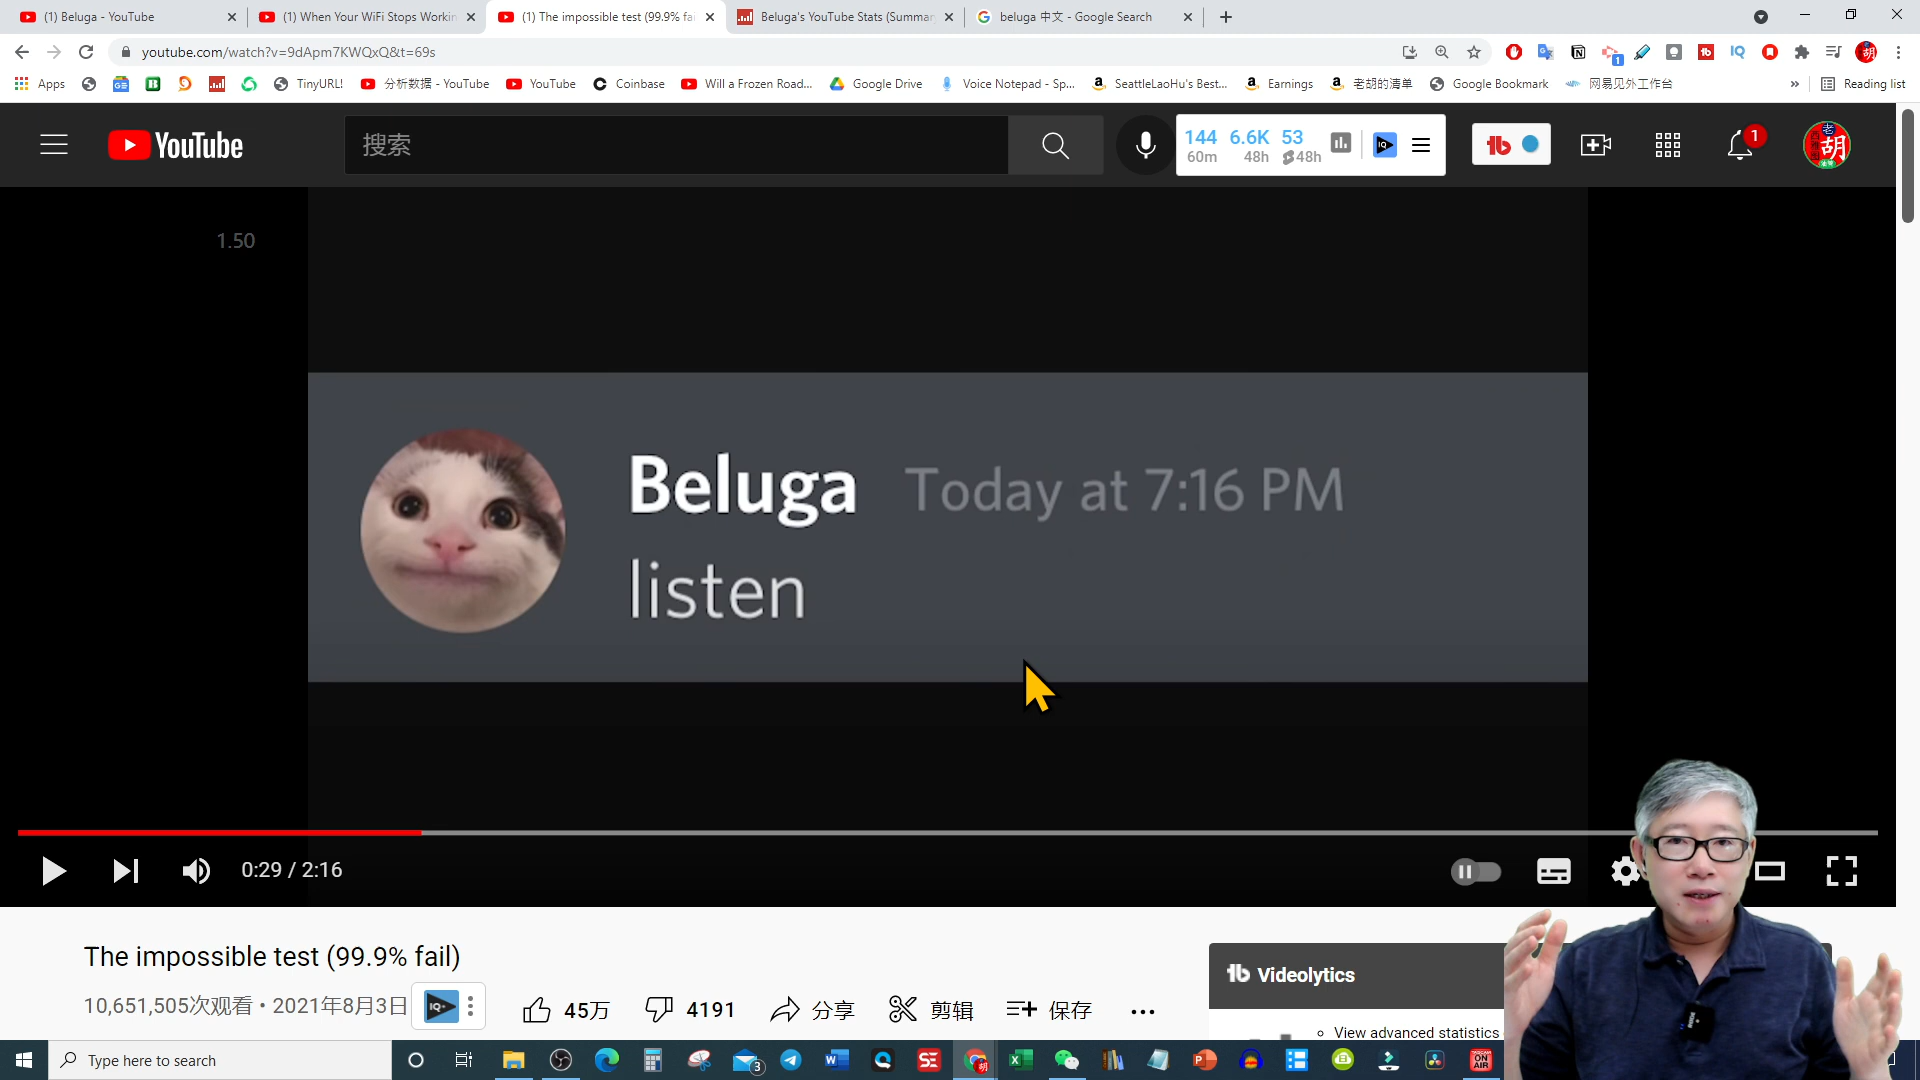 (1) Beluga - YouTube
(1) When Your WiFi Stops Workin
(1) The impossible test (99.9% fai
Beluga's YouTube Stats (Summar
beluga 中文 - Google Search
youtube.com/watch?v=9dApm7KWQxQ&t=69s
Apps
TinyURL!
分析数据 - YouTube
YouTube
Coinbase
Will a Frozen Road...
Google Drive
Voice Notepad - Sp...
SeattleLaoHu's Best...
Earnings
老胡的清单
Google Bookmark
网易见外工作台
»
Reading list
YouTube
搜索
144 6.6K 53
60m 48h 48h
1
胡
1.50
Beluga Today at 7:16 PM
listen
0:29 / 2:16
The impossible test (99.9% fail)
10,651,505次观看 • 2021年8月3日
45万
4191
分享
剪辑
保存
Videolytics
View advanced statistics
Type here to search